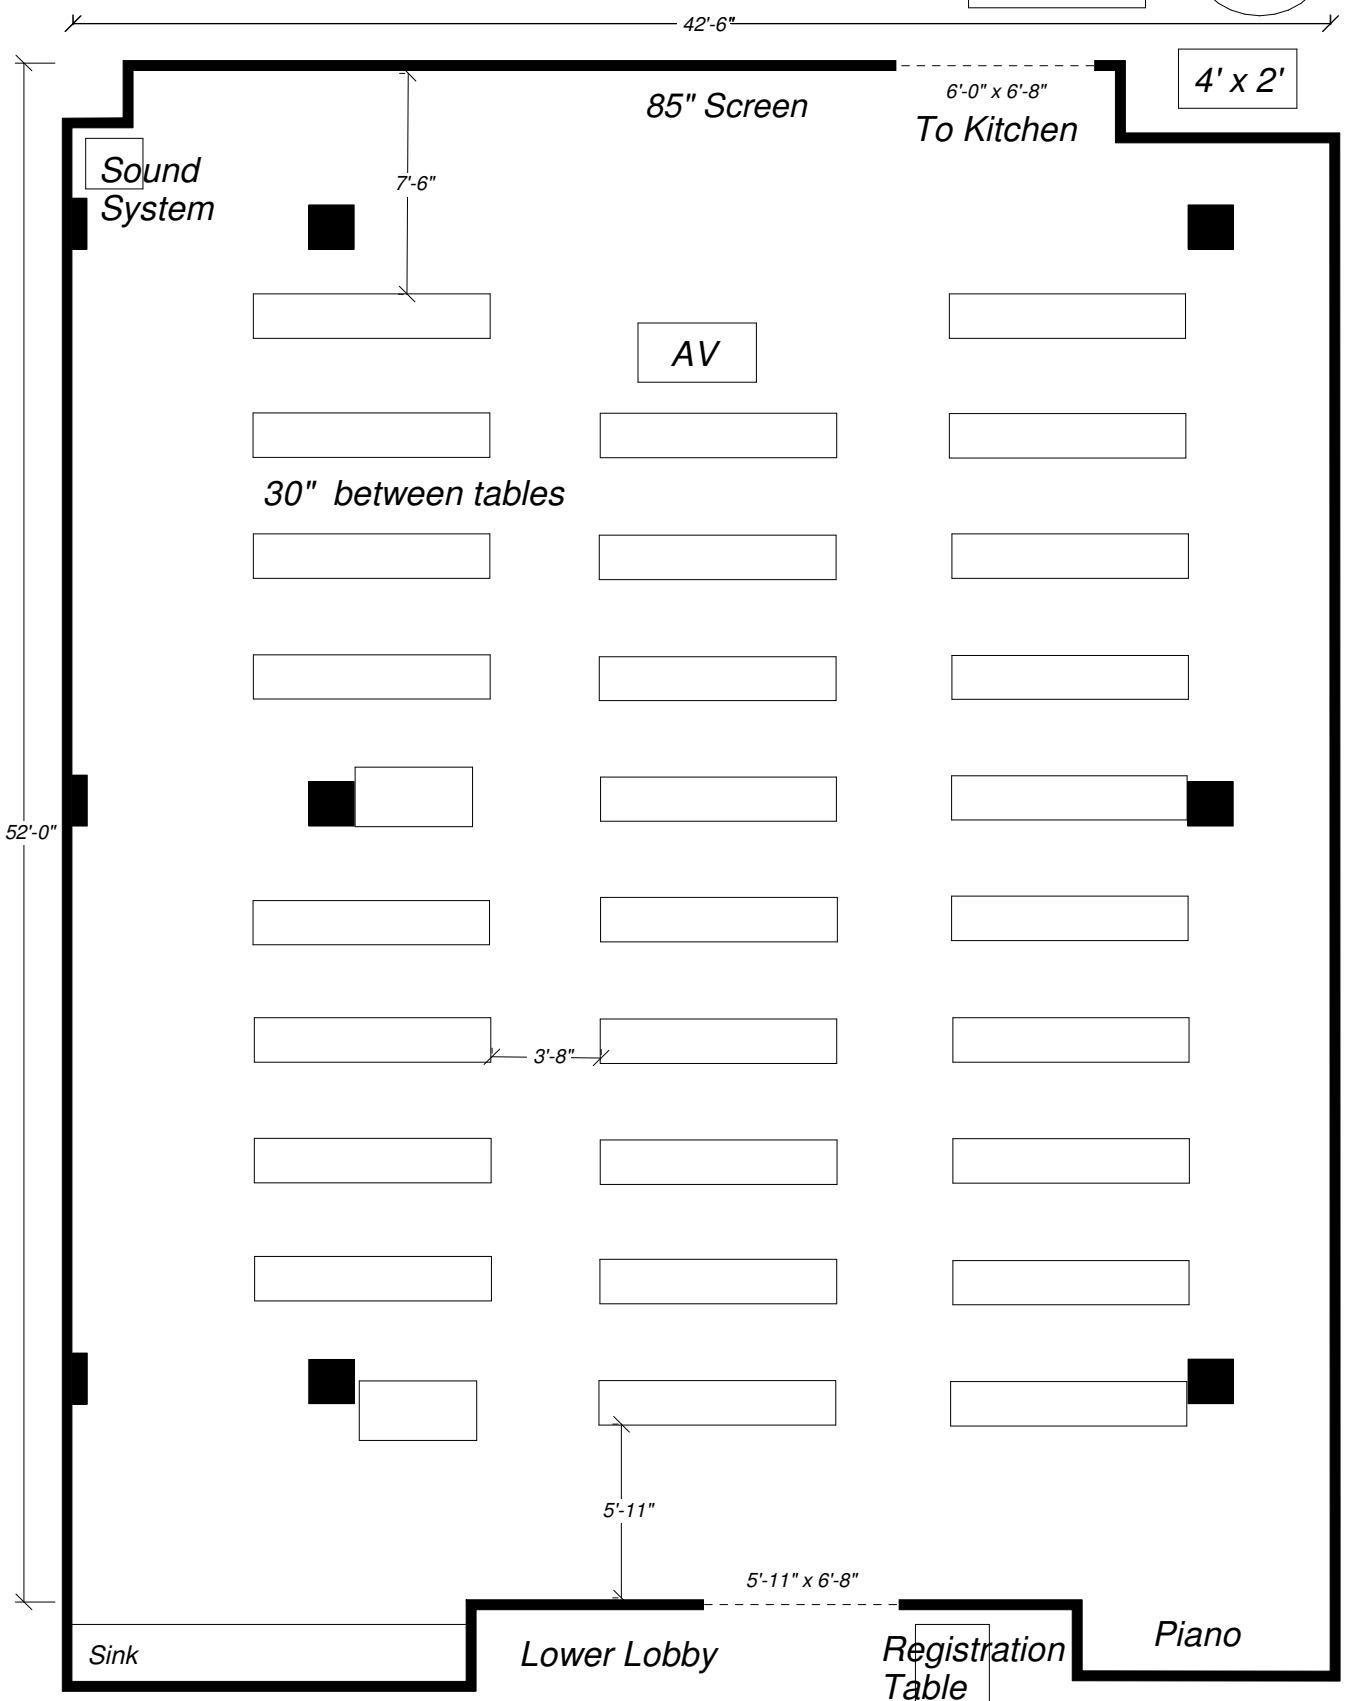 42'-6"
4' x 2'
6'-0" x 6'-8"
85" Screen
To Kitchen
Sound
System
7'-6"
AV
30"  between tables
52'-0"
3'-8"
5'-11"
5'-11" x 6'-8"
Sink
Lower Lobby
Registration
Table
Piano